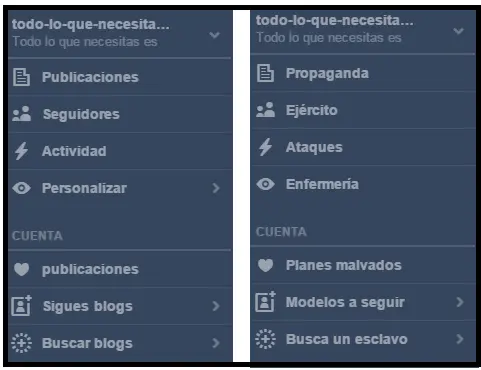 todo-lo-que-necesita...
Todo lo que necesitas es
Publicaciones
Seguidores
Actividad
Personalizar
CUENTA
publicaciones
Sigues blogs
Buscar blogs
todo-lo-que-necesita...
Todo lo que necesitas es
Propaganda
Ejército
Ataques
Enfermería
CUENTA
Planes malvados
Modelos a seguir
Busca un esclavo